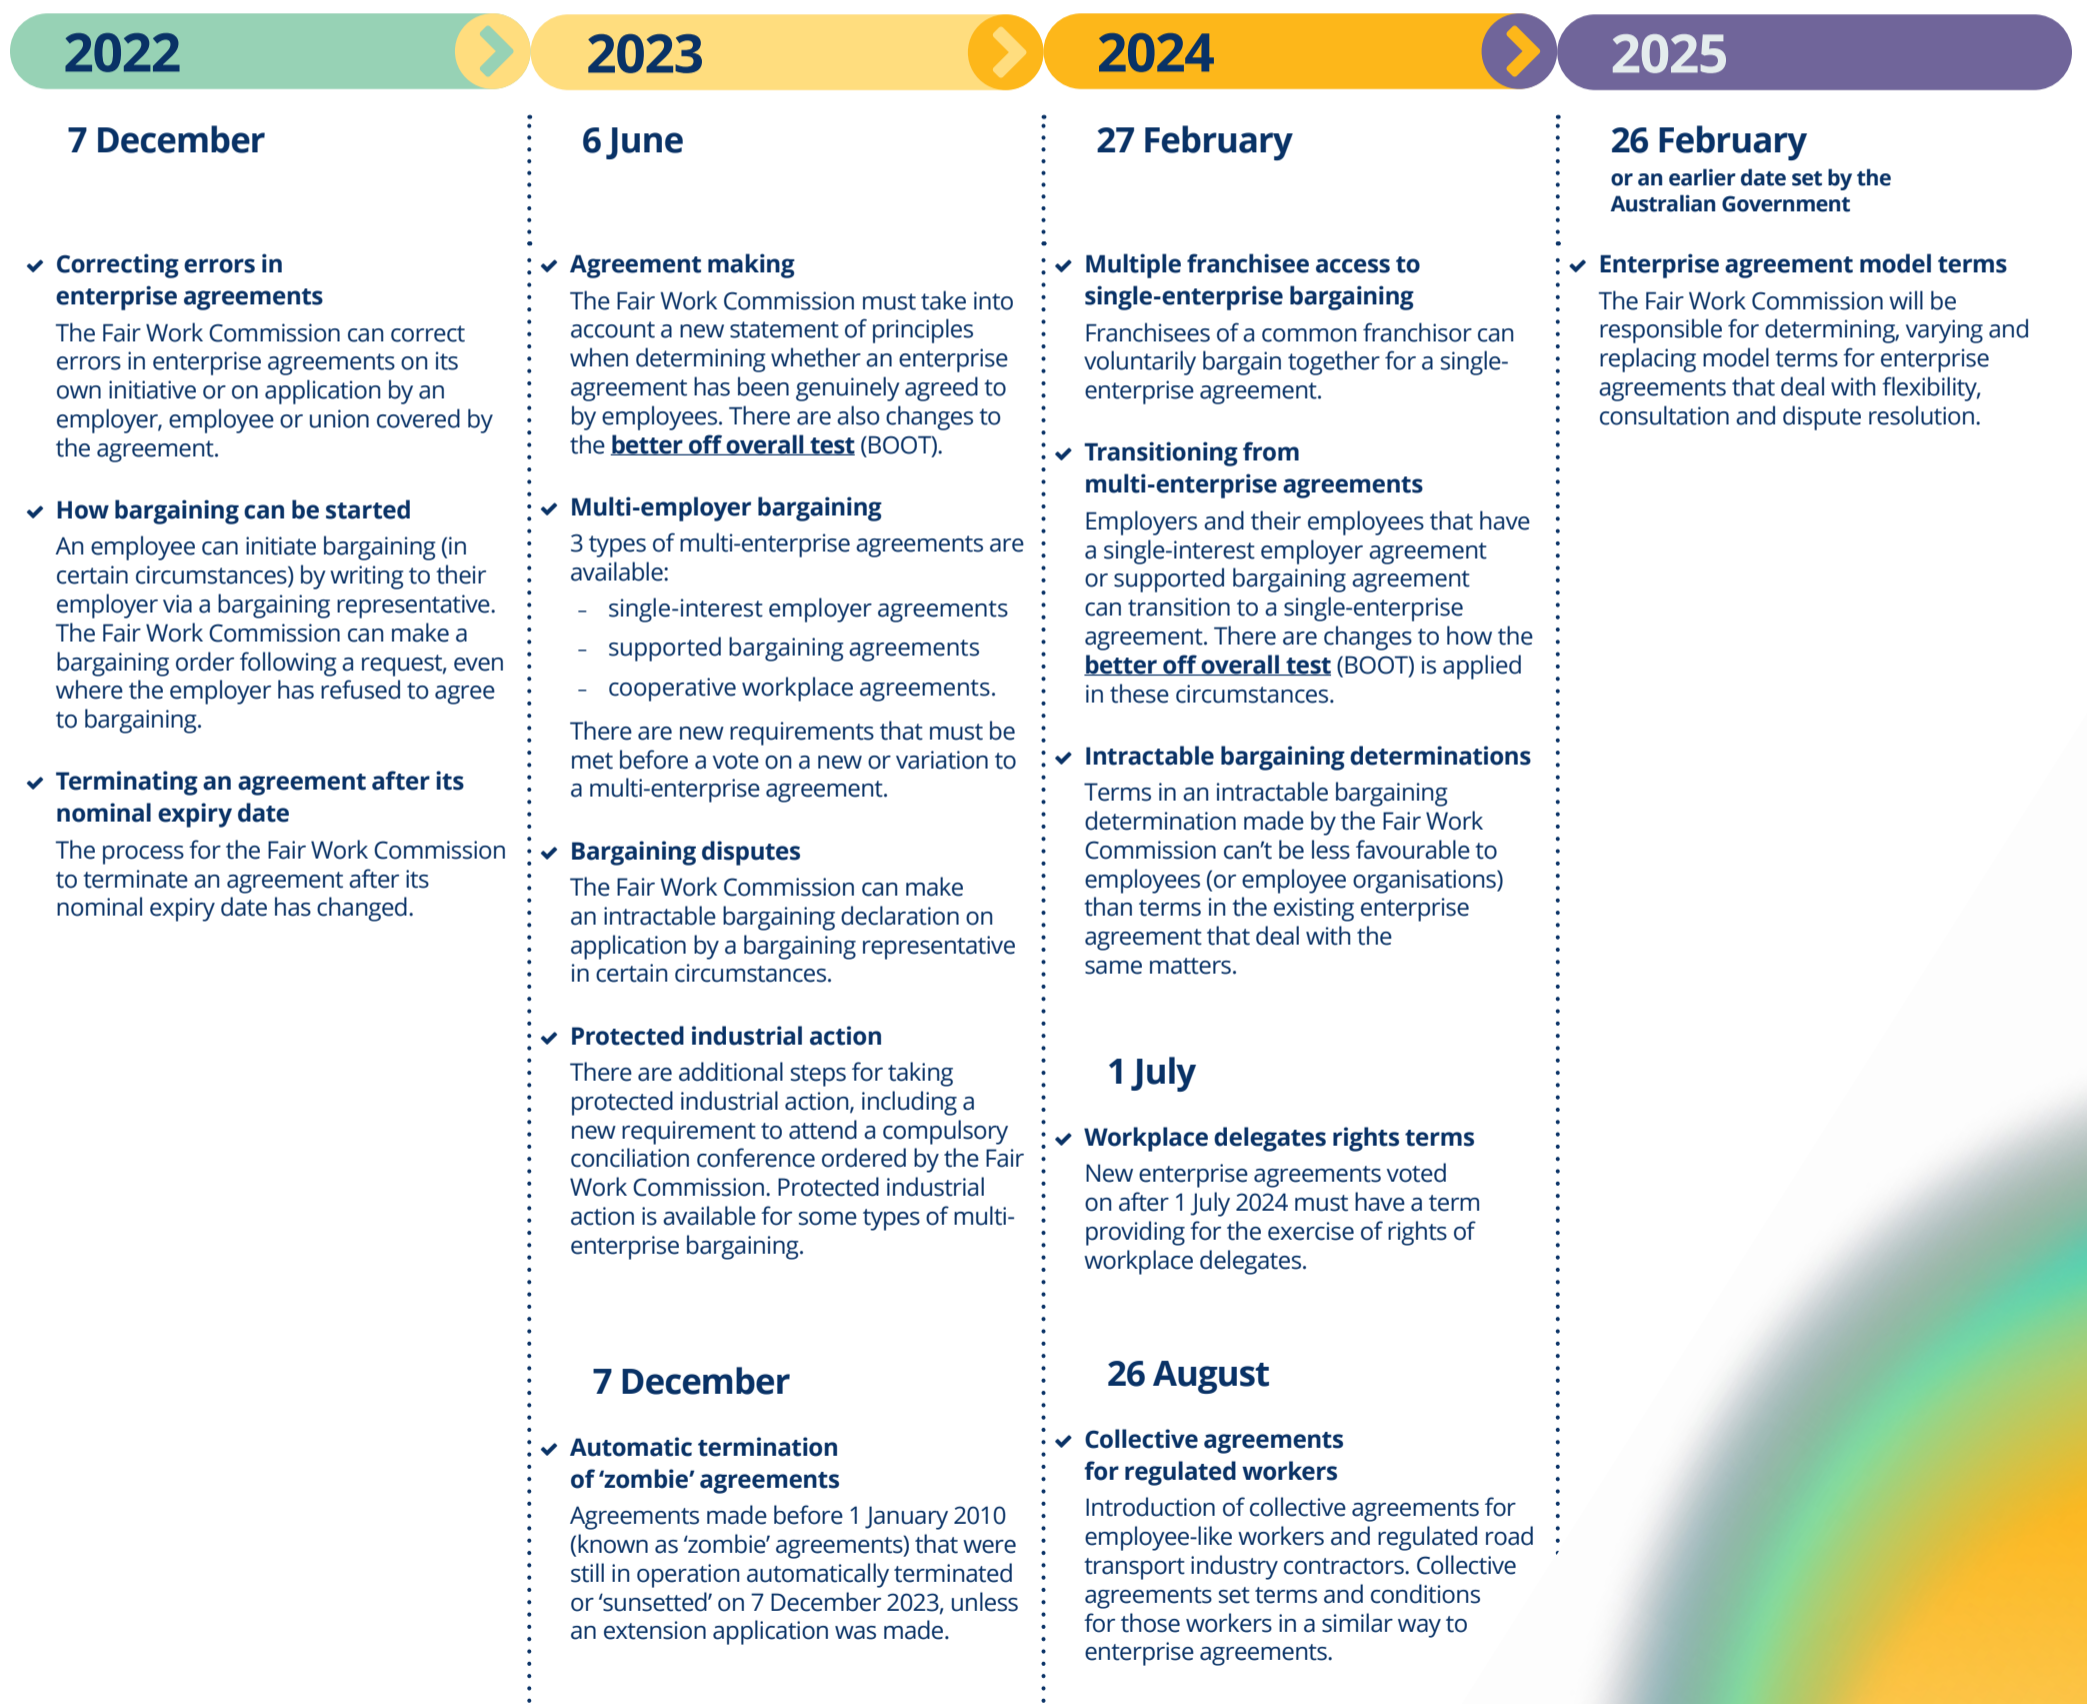 2022
7 December
Correcting errors in
enterprise agreements
The Fair Work Commission can correct
errors in enterprise agreements on its
own initiative or on application by an
employer, employee or union covered by
the agreement.
How bargaining can be started
An employee can initiate bargaining (in
certain circumstances) by writing to their
employer via a bargaining representative.
The Fair Work Commission can make a
bargaining order following a request, even
where the employer has refused to agree
to bargaining.
Terminating an agreement after its
nominal expiry date
The process for the Fair Work Commission
to terminate an agreement after its
nominal expiry date has changed.
2023
6 June
Agreement making
The Fair Work Commission must take into
account a new statement of principles
when determining whether an enterprise
agreement has been genuinely agreed to
by employees. There are also changes to
the better off overall test (BOOT).
Multi-employer bargaining
3 types of multi-enterprise agreements are
available:
– single-interest employer agreements
– supported bargaining agreements
– cooperative workplace agreements.
There are new requirements that must be
met before a vote on a new or variation to
a multi-enterprise agreement.
Bargaining disputes
The Fair Work Commission can make
an intractable bargaining declaration on
application by a bargaining representative
in certain circumstances.
Protected industrial action
There are additional steps for taking
protected industrial action, including a
new requirement to attend a compulsory
conciliation conference ordered by the Fair
Work Commission. Protected industrial
action is available for some types of multi-
enterprise bargaining.
7 December
Automatic termination
of ‘zombie’ agreements
Agreements made before 1 January 2010
(known as ‘zombie’ agreements) that were
still in operation automatically terminated
or ‘sunsetted’ on 7 December 2023, unless
an extension application was made.
2024
27 February
Multiple franchisee access to
single-enterprise bargaining
Franchisees of a common franchisor can
voluntarily bargain together for a single-
enterprise agreement.
Transitioning from
multi-enterprise agreements
Employers and their employees that have
a single-interest employer agreement
or supported bargaining agreement
can transition to a single-enterprise
agreement. There are changes to how the
better off overall test (BOOT) is applied
in these circumstances.
Intractable bargaining determinations
Terms in an intractable bargaining
determination made by the Fair Work
Commission can’t be less favourable to
employees (or employee organisations)
than terms in the existing enterprise
agreement that deal with the
same matters.
1 July
Workplace delegates rights terms
New enterprise agreements voted
on after 1 July 2024 must have a term
providing for the exercise of rights of
workplace delegates.
26 August
Collective agreements
for regulated workers
Introduction of collective agreements for
employee-like workers and regulated road
transport industry contractors. Collective
agreements set terms and conditions
for those workers in a similar way to
enterprise agreements.
2025
26 February
or an earlier date set by the
Australian Government
Enterprise agreement model terms
The Fair Work Commission will be
responsible for determining, varying and
replacing model terms for enterprise
agreements that deal with flexibility,
consultation and dispute resolution.